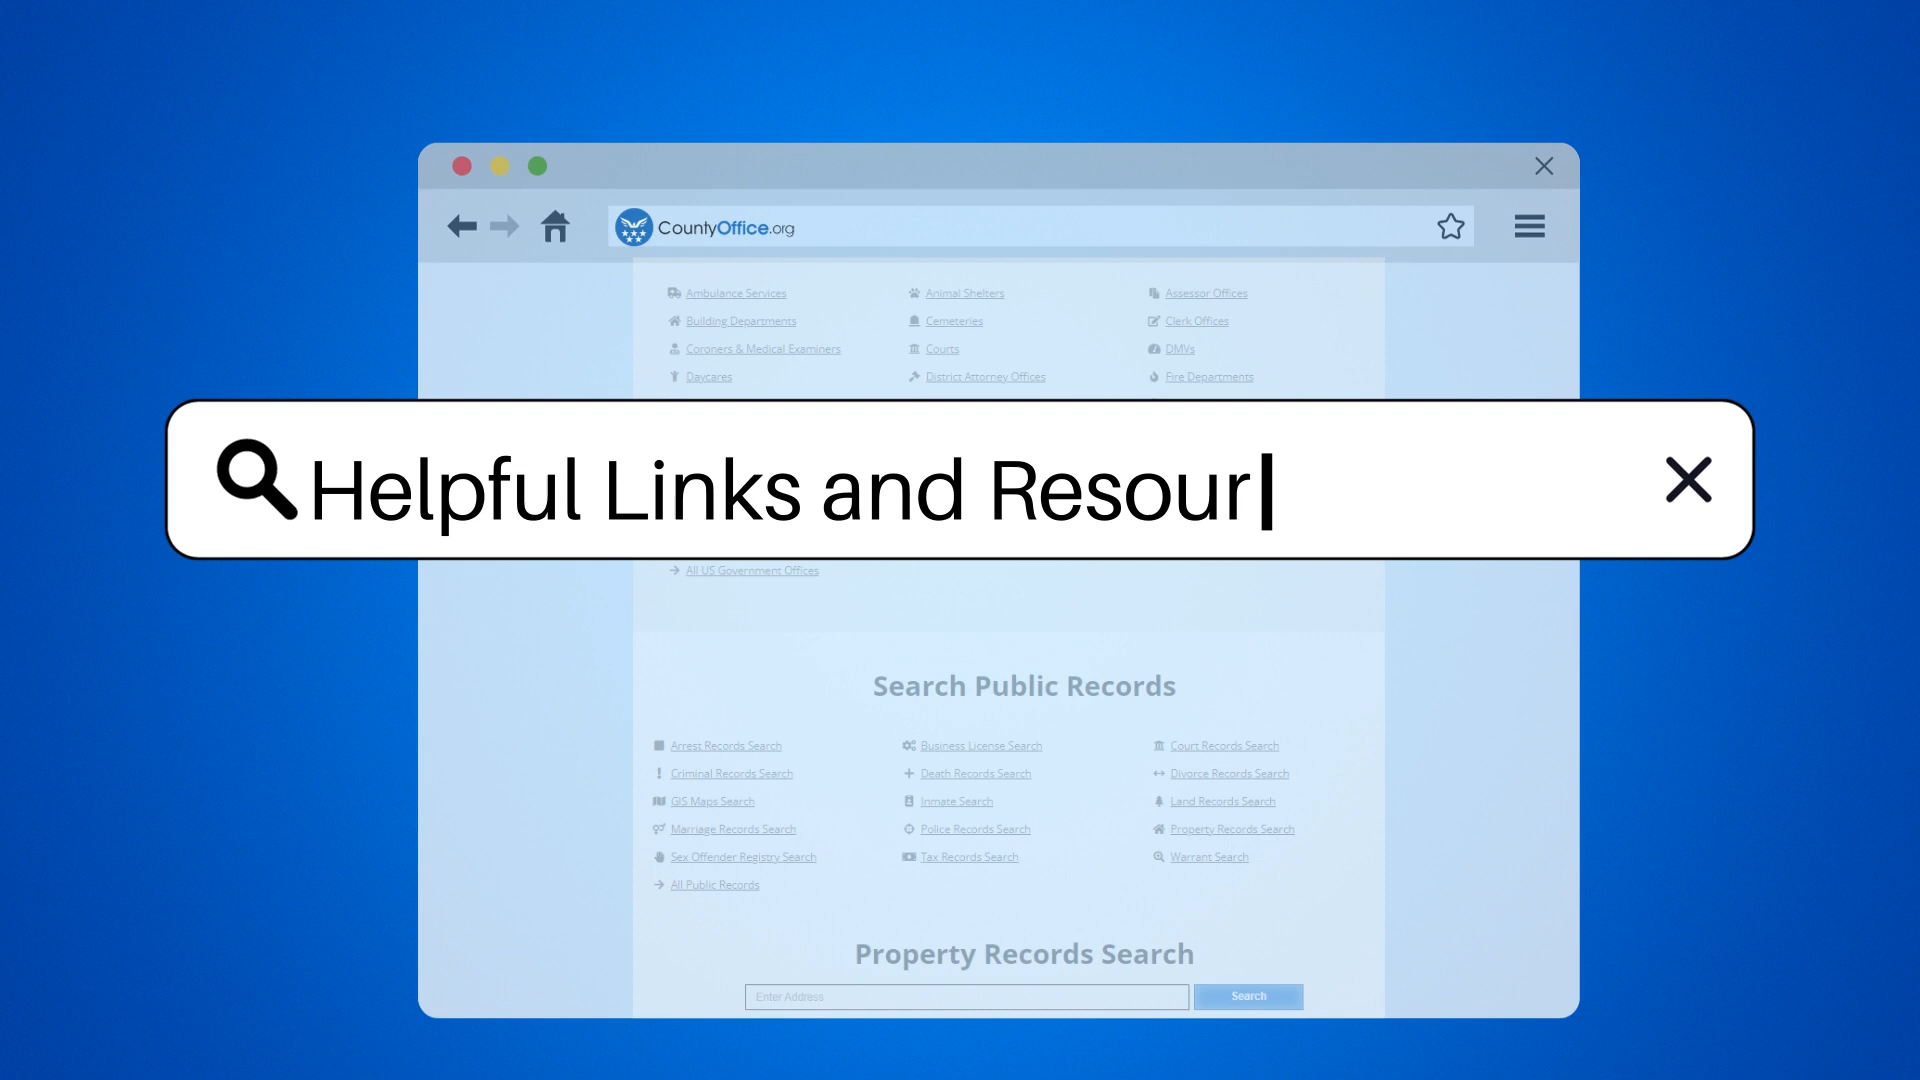 CountyOffice.org
Ambulance Services Animal Shelters Assessor Offices
Building Departments Cemeteries Clerk Offices
Coroners & Medical Examiners Courts DMVs
Daycares District Attorney Offices Fire Departments
Helpful Links and Resour
All US Government Offices
Search Public Records
Arrest Records Search Business License Search Court Records Search
Criminal Records Search Death Records Search Divorce Records Search
GIS Maps Search Inmate Search Land Records Search
Marriage Records Search Police Records Search Property Records Search
Sex Offender Registry Search Tax Records Search Warrant Search
All Public Records
Property Records Search
Enter Address Search